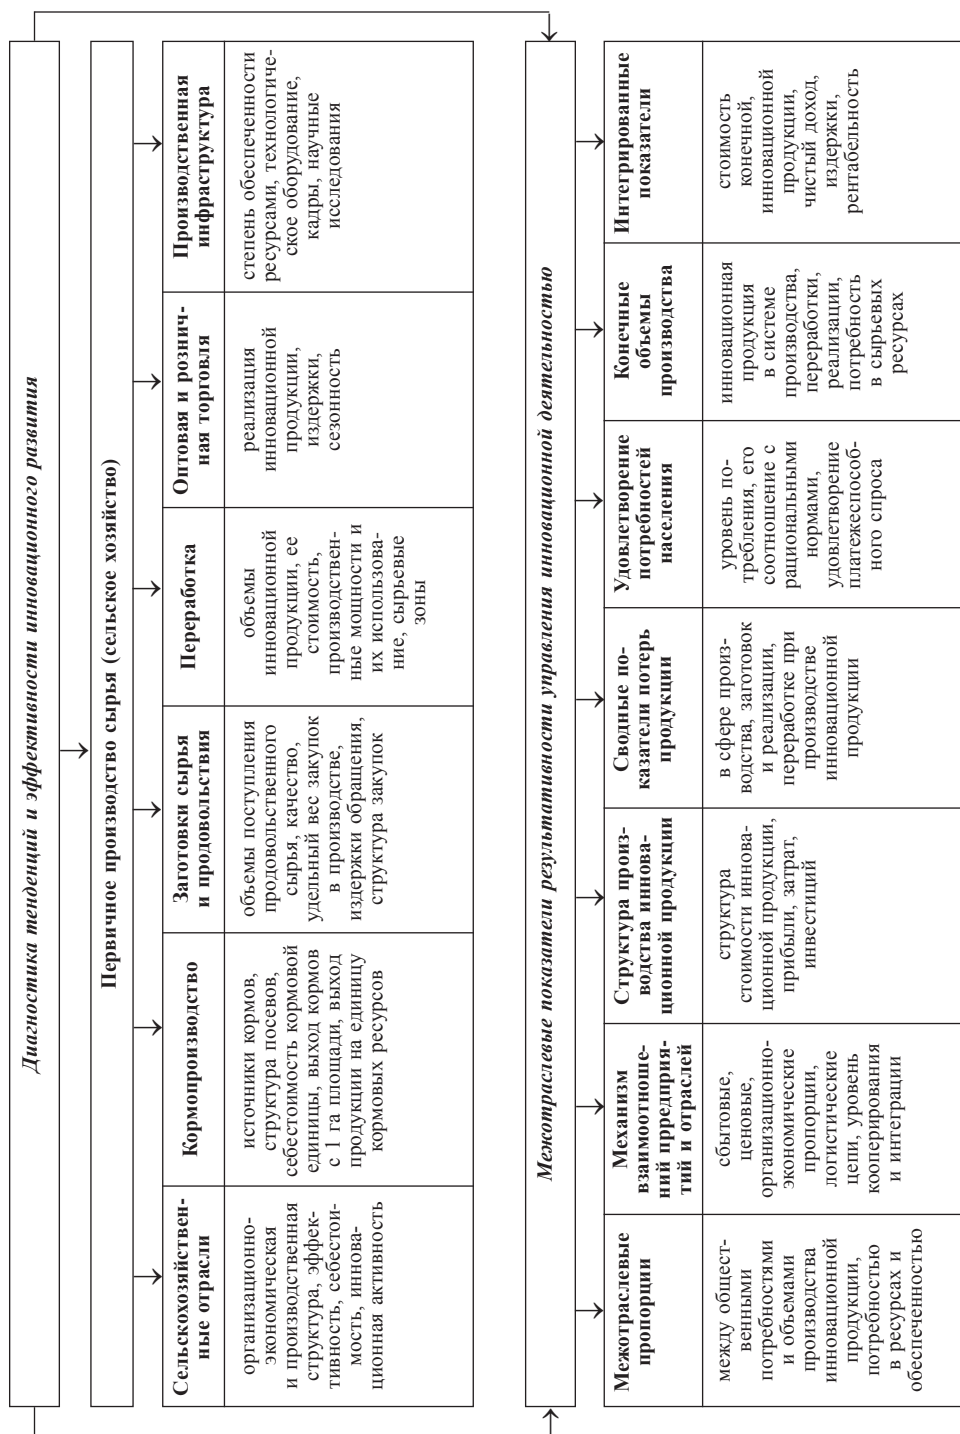 Диагностика тенденций и эффективности инновационного развития
Первичное производство сырья (сельское хозяйство)
Сельскохозяйствен-
ные отрасли
организационно-
экономическая
и производственная
структура, эффек-
тивность, себестои-
мость, иннова-
ционная активность
Кормопроизводство
источники кормов,
структура посевов,
себестоимость кормовой
единицы, выход кормов
с 1 га площади, выход
продукции на единицу
кормовых ресурсов
Заготовки сырья
и продовольствия
объемы поступления
продовольственного
сырья, качество,
удельный вес закупок
в производстве,
издержки обращения,
структура закупок
Переработка
объемы
инновационной
продукции, ее
стоимость,
производствен-
ные мощности и
их использова-
ние, сырьевые
зоны
Оптовая и рознич-
ная торговля
реализация
инновационной
продукции,
издержки,
сезонность
Производственная
инфраструктура
степень обеспеченности
ресурсами, технологиче-
ское оборудование,
кадры, научные
исследования
Межотраслевые показатели результативности управления инновационной деятельностью
Межотраслевые
пропорции
между общест-
венными
потребностями
и объемами
производства
инновационной
продукции,
потребностью
в ресурсах и
обеспеченностью
Механизм
взаимоотноше-
ний прредприя-
тий и отраслей
сбытовые,
ценовые,
организационно-
экономические
пропорции,
логистические
цепи, уровень
кооперирования
и интеграции
Структура произ-
водства иннова-
ционной продукции
структура
стоимости иннова-
ционной продукции,
прибыли, затрат,
инвестиций
Сводные по-
казатели потерь
продукции
в сфере произ-
водства, заготовок
и реализации,
переработке при
производстве
инновационной
продукции
Удовлетворение
потребностей
населения
уровень по-
требления, его
соотношение с
рациональными
нормами,
удовлетворение
платежеспособ-
ного спроса
Конечные
объемы
производства
инновационная
продукция
в системе
производства,
переработки,
реализации,
потребность
в сырьевых
ресурсах
Интегрированные
показатели
стоимость
конечной,
инновационной
продукции,
чистый доход,
издержки,
рентабельность